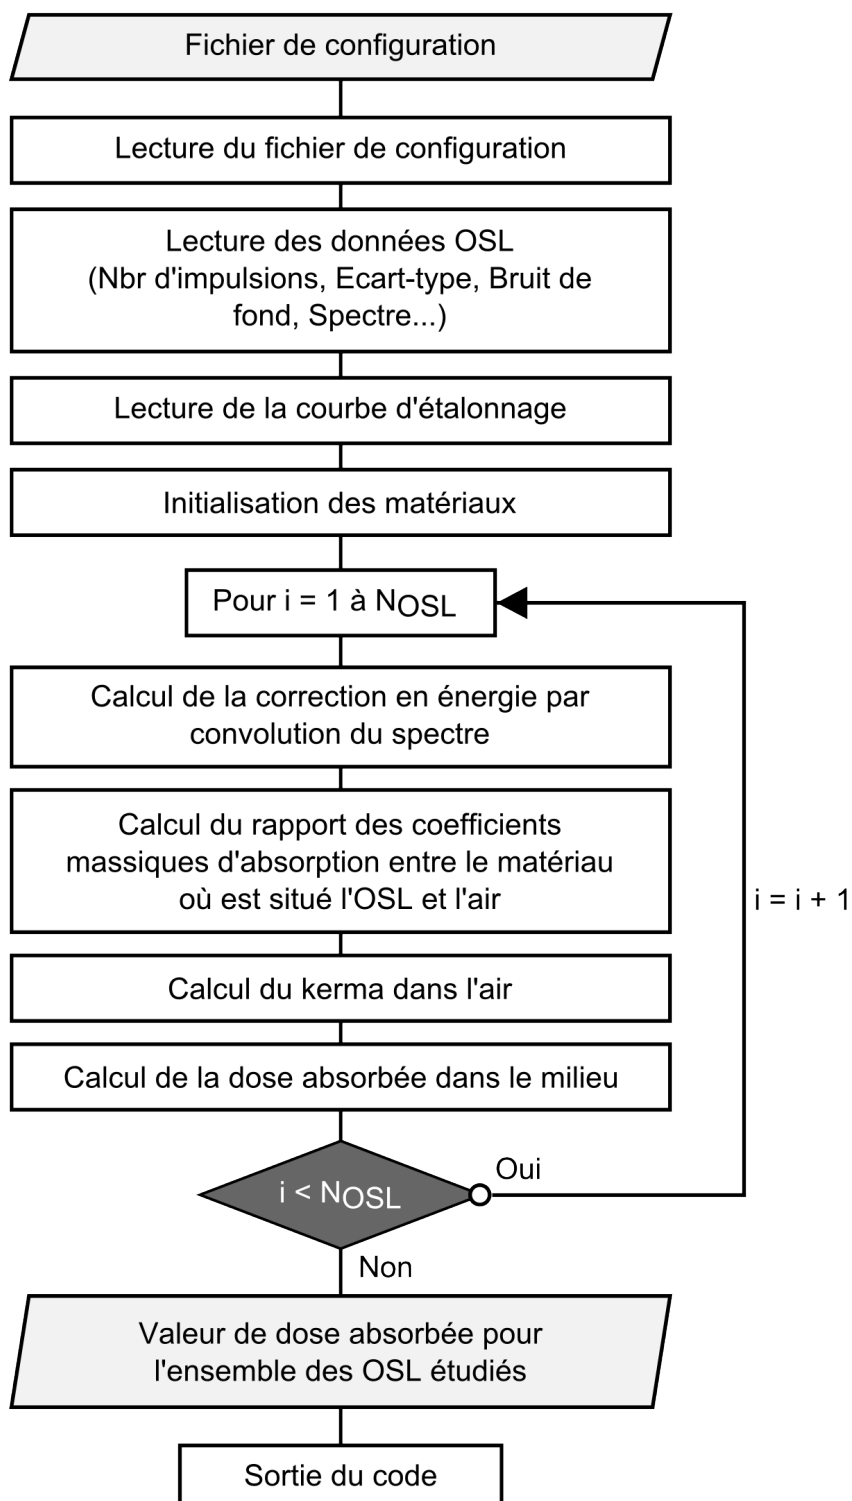 Fichier de configuration
Lecture du fichier de configuration
Lecture des données OSL
(Nbr d'impulsions, Ecart-type, Bruit de
fond, Spectre...)
Lecture de la courbe d'étalonnage
Initialisation des matériaux
Pour i = 1 à NOSL
Calcul de la correction en énergie par
convolution du spectre
Calcul du rapport des coefficients
massiques d'absorption entre le matériau
où est situé l'OSL et l'air
i = i + 1
Calcul du kerma dans l'air
Calcul de la dose absorbée dans le milieu
Oui
i < NOSL
Non
Valeur de dose absorbée pour
l'ensemble des OSL étudiés
Sortie du code